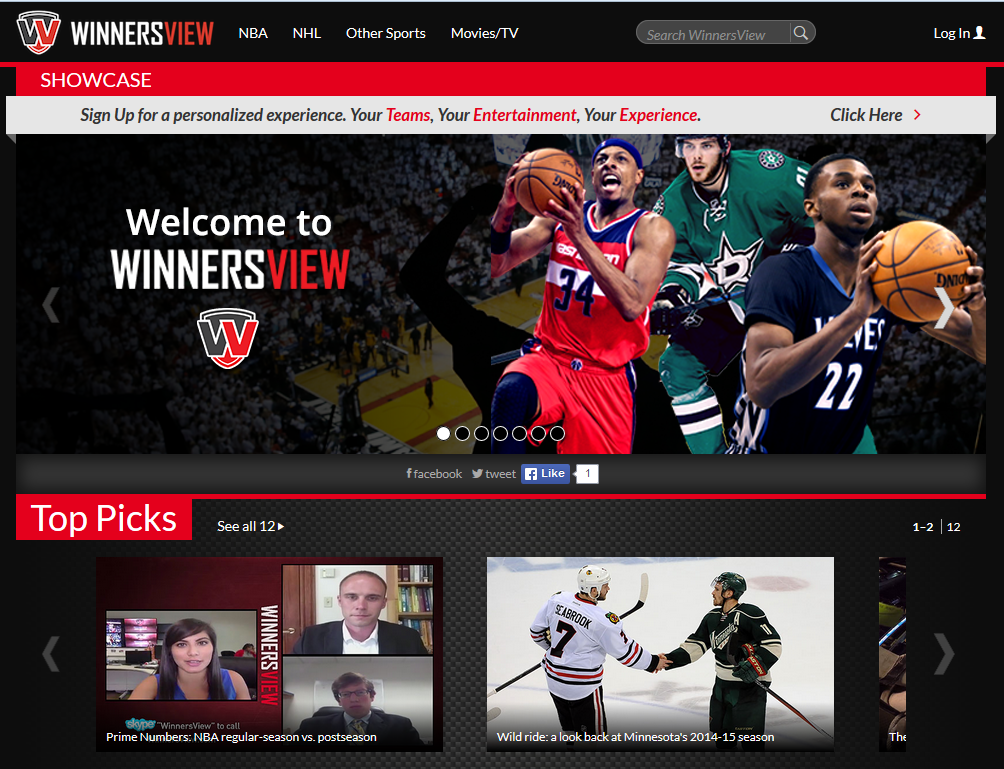 WINNERSVIEW
NBA NHL Other Sports Movies/TV
Search WinnersView
Log In
SHOWCASE
Sign Up for a personalized experience. Your Teams, Your Entertainment, Your Experience.
Click Here >
Welcome to
WINNERSVIEW
34
WOLVES
22
facebook tweet Like 1
Top Picks
See all 12
1–2 | 12
WINNERSVIEW
skype "WinnersView" to call
Prime Numbers: NBA regular-season vs. postseason
SEABROOK
7
Wild ride: a look back at Minnesota's 2014-15 season
The